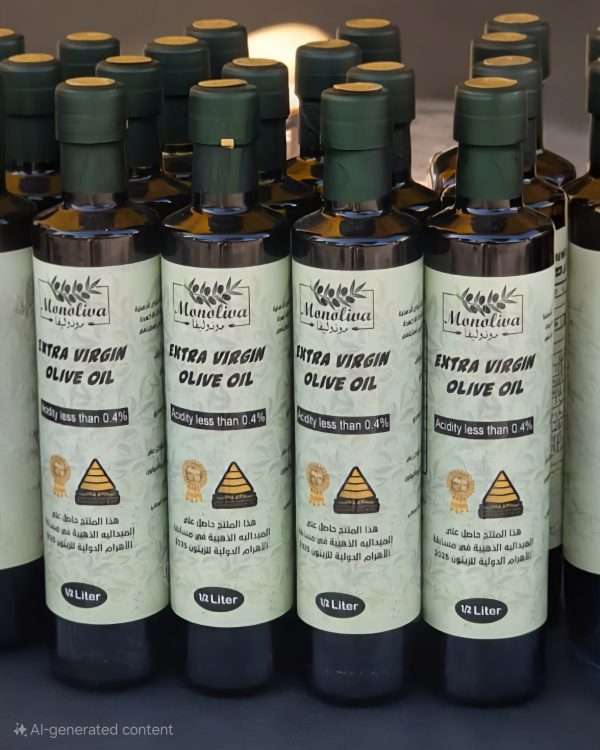 Monoliva
مونوليفا
EXTRA VIRGIN
OLIVE OIL
Acidity less than 0.4%
هذا المنتج حاصل على
الميداليه الذهبية في مسابقة
الأهرام الدولية للزيتون 2025
1/2 Liter
Monoliva
مونوليفا
EXTRA VIRGIN
OLIVE OIL
Acidity less than 0.4%
هذا المنتج حاصل على
الميداليه الذهبية في مسابقة
الأهرام الدولية للزيتون 2025
1/2 Liter
Monoliva
مونوليفا
EXTRA VIRGIN
OLIVE OIL
Acidity less than 0.4%
هذا المنتج حاصل على
الميداليه الذهبية في مسابقة
الأهرام الدولية للزيتون 2025
1/2 Liter
Monoliva
مونوليفا
EXTRA VIRGIN
OLIVE OIL
Acidity less than 0.4%
هذا المنتج حاصل على
الميداليه الذهبية في مسابقة
الأهرام الدولية للزيتون 2025
1/2 Liter
AI-generated content